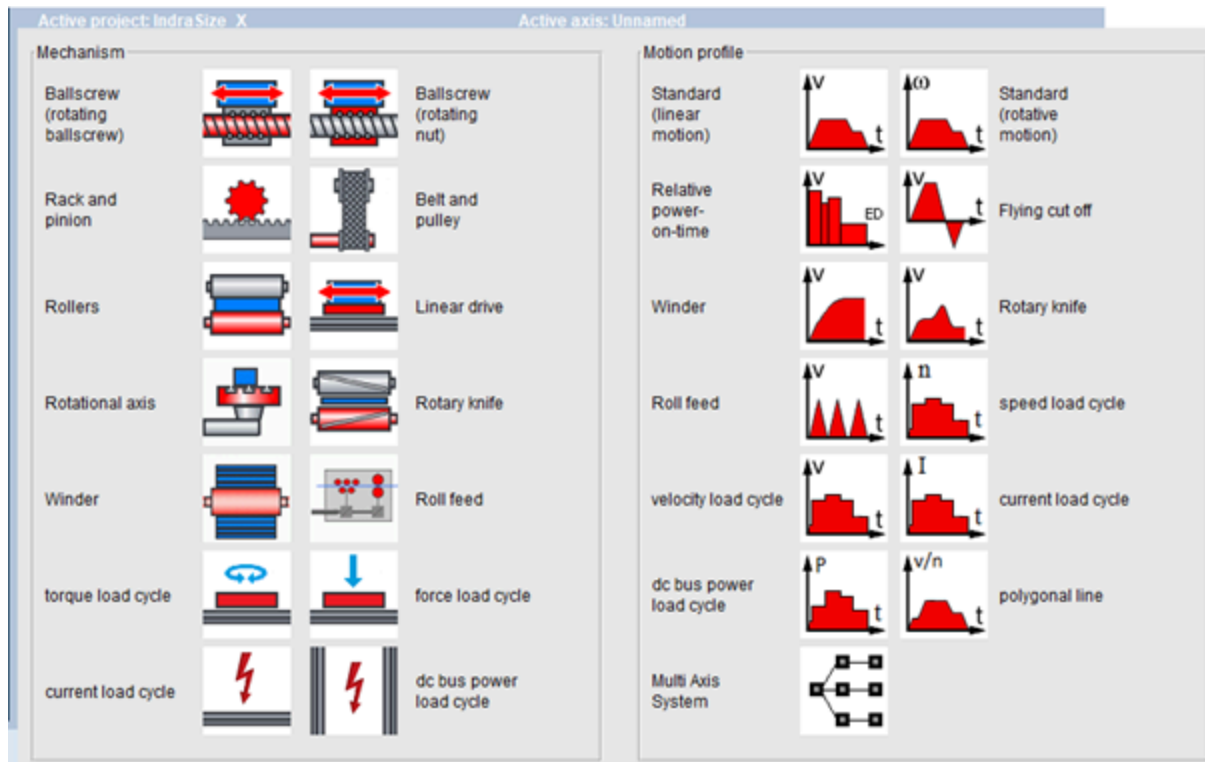 Active project: IndraSize_X Active axis: Unnamed
Mechanism
Ballscrew
(rotating
ballscrew)
Ballscrew
(rotating
nut)
Rack and
pinion
Belt and
pulley
Rollers
Linear drive
Rotational axis
Rotary knife
Winder
Roll feed
torque load cycle
force load cycle
current load cycle
dc bus power
load cycle
Motion profile
Standard
(linear
motion)
V
t
ω
t
Standard
(rotative
motion)
Relative
power-
on-time
V
ED
V
t
Flying cut off
Winder
V
t
V
t
Rotary knife
Roll feed
V
t
n
t
speed load cycle
velocity load cycle
V
t
I
t
current load cycle
dc bus power
load cycle
P
t
v/n
t
polygonal line
Multi Axis
System